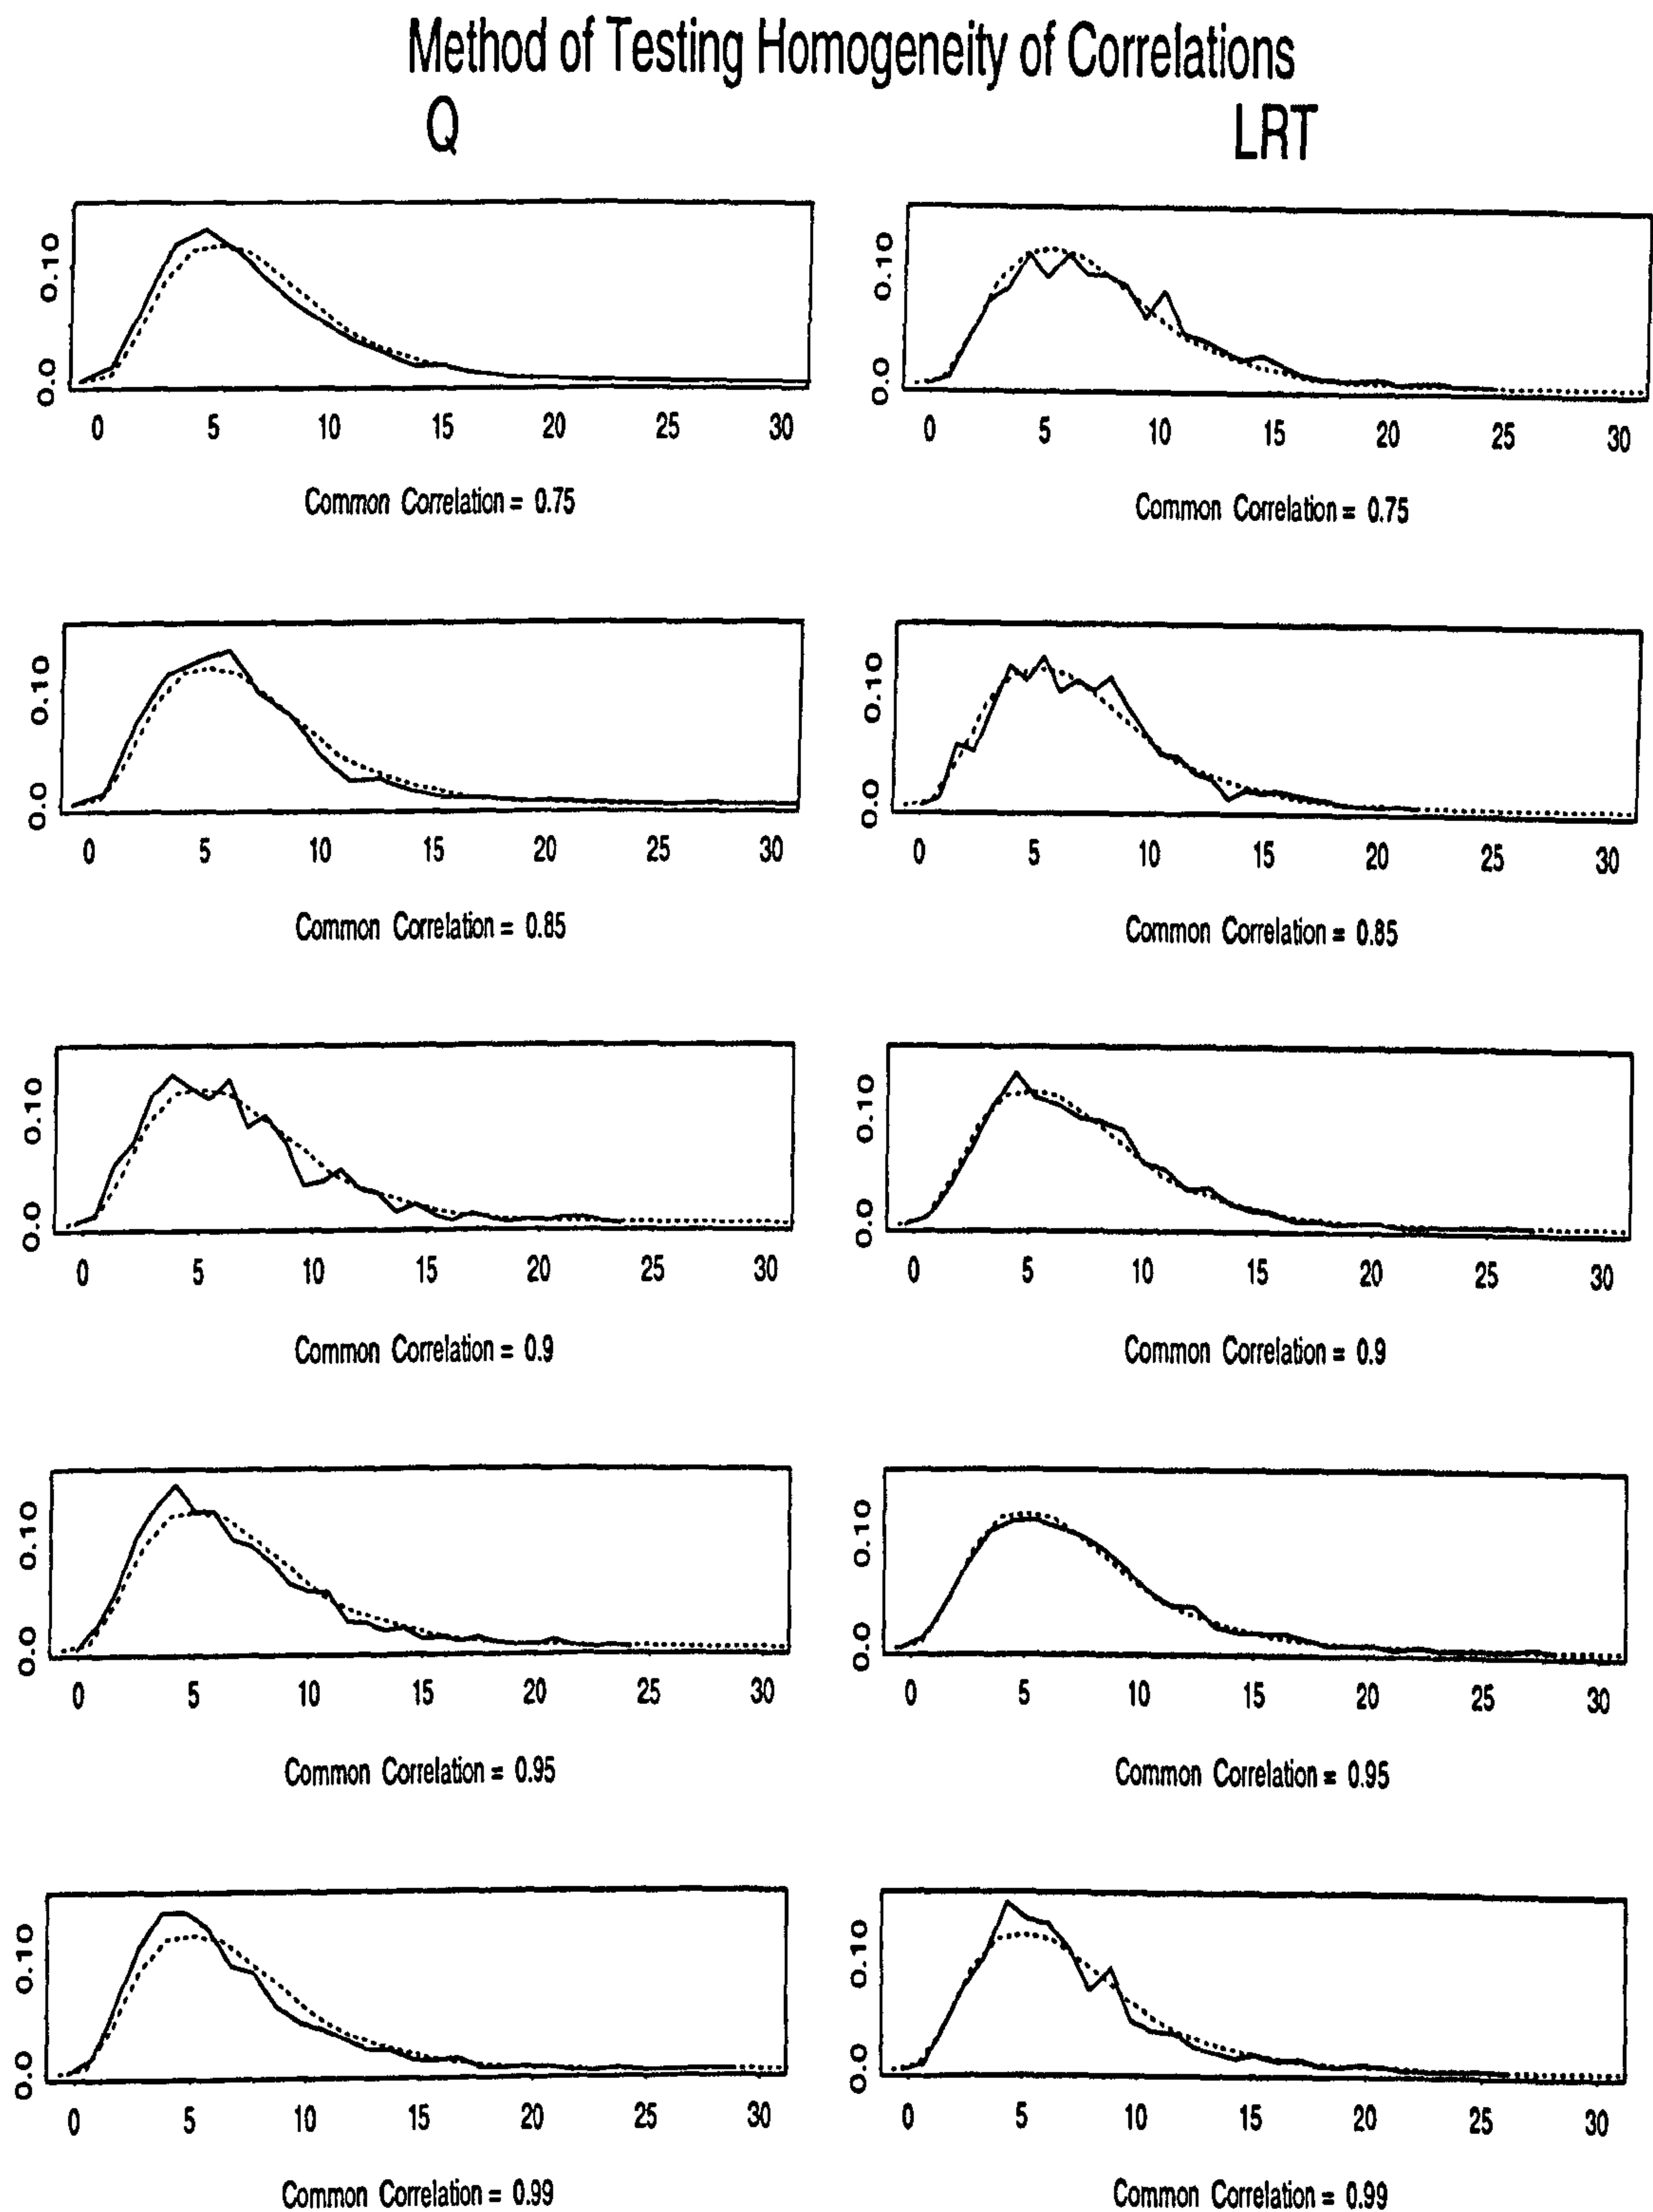 Method of Testing Homogeneity of Correlations
Q
LRT
0.10
0.0
0 5 10 15 20 25 30
Common Correlation = 0.75
0.10
0.0
0 5 10 15 20 25 30
Common Correlation = 0.75
0.10
0.0
0 5 10 15 20 25 30
Common Correlation = 0.85
0.10
0.0
0 5 10 15 20 25 30
Common Correlation = 0.85
0.10
0.0
0 5 10 15 20 25 30
Common Correlation = 0.9
0.10
0.0
0 5 10 15 20 25 30
Common Correlation = 0.9
0.10
0.0
0 5 10 15 20 25 30
Common Correlation = 0.95
0.10
0.0
0 5 10 15 20 25 30
Common Correlation = 0.95
0.10
0.0
0 5 10 15 20 25 30
Common Correlation = 0.99
0.10
0.0
0 5 10 15 20 25 30
Common Correlation = 0.99